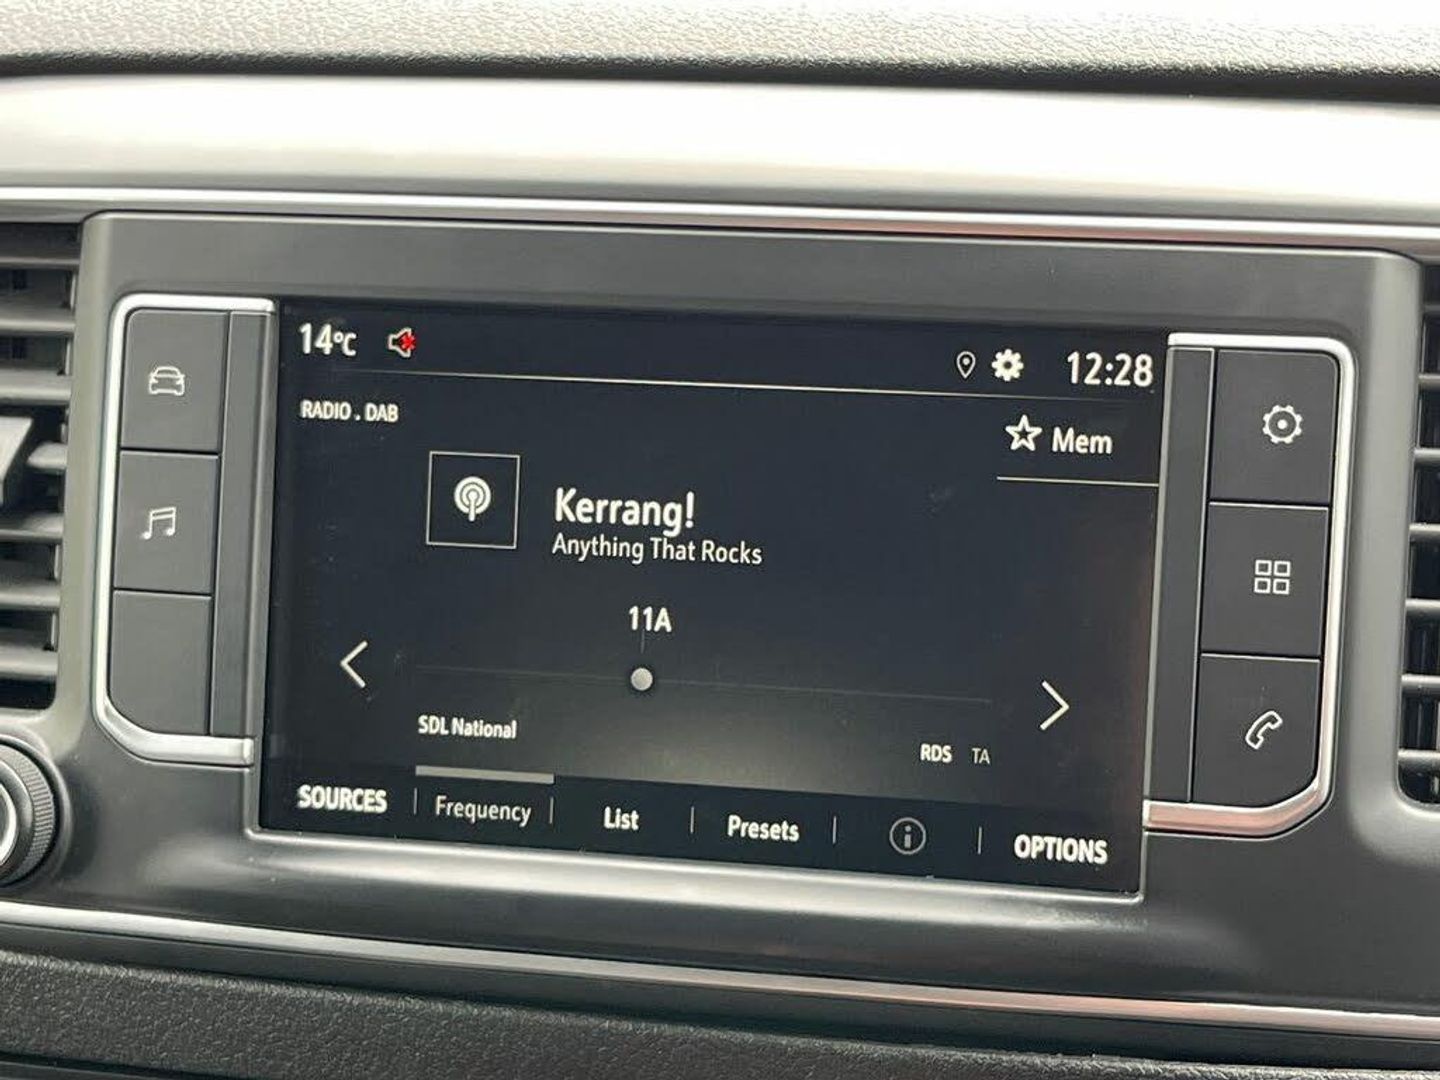 14°C
12:28
RADIO . DAB
Mem
Kerrang!
Anything That Rocks
11A
SDL National
RDS TA
SOURCES
Frequency
List
Presets
OPTIONS